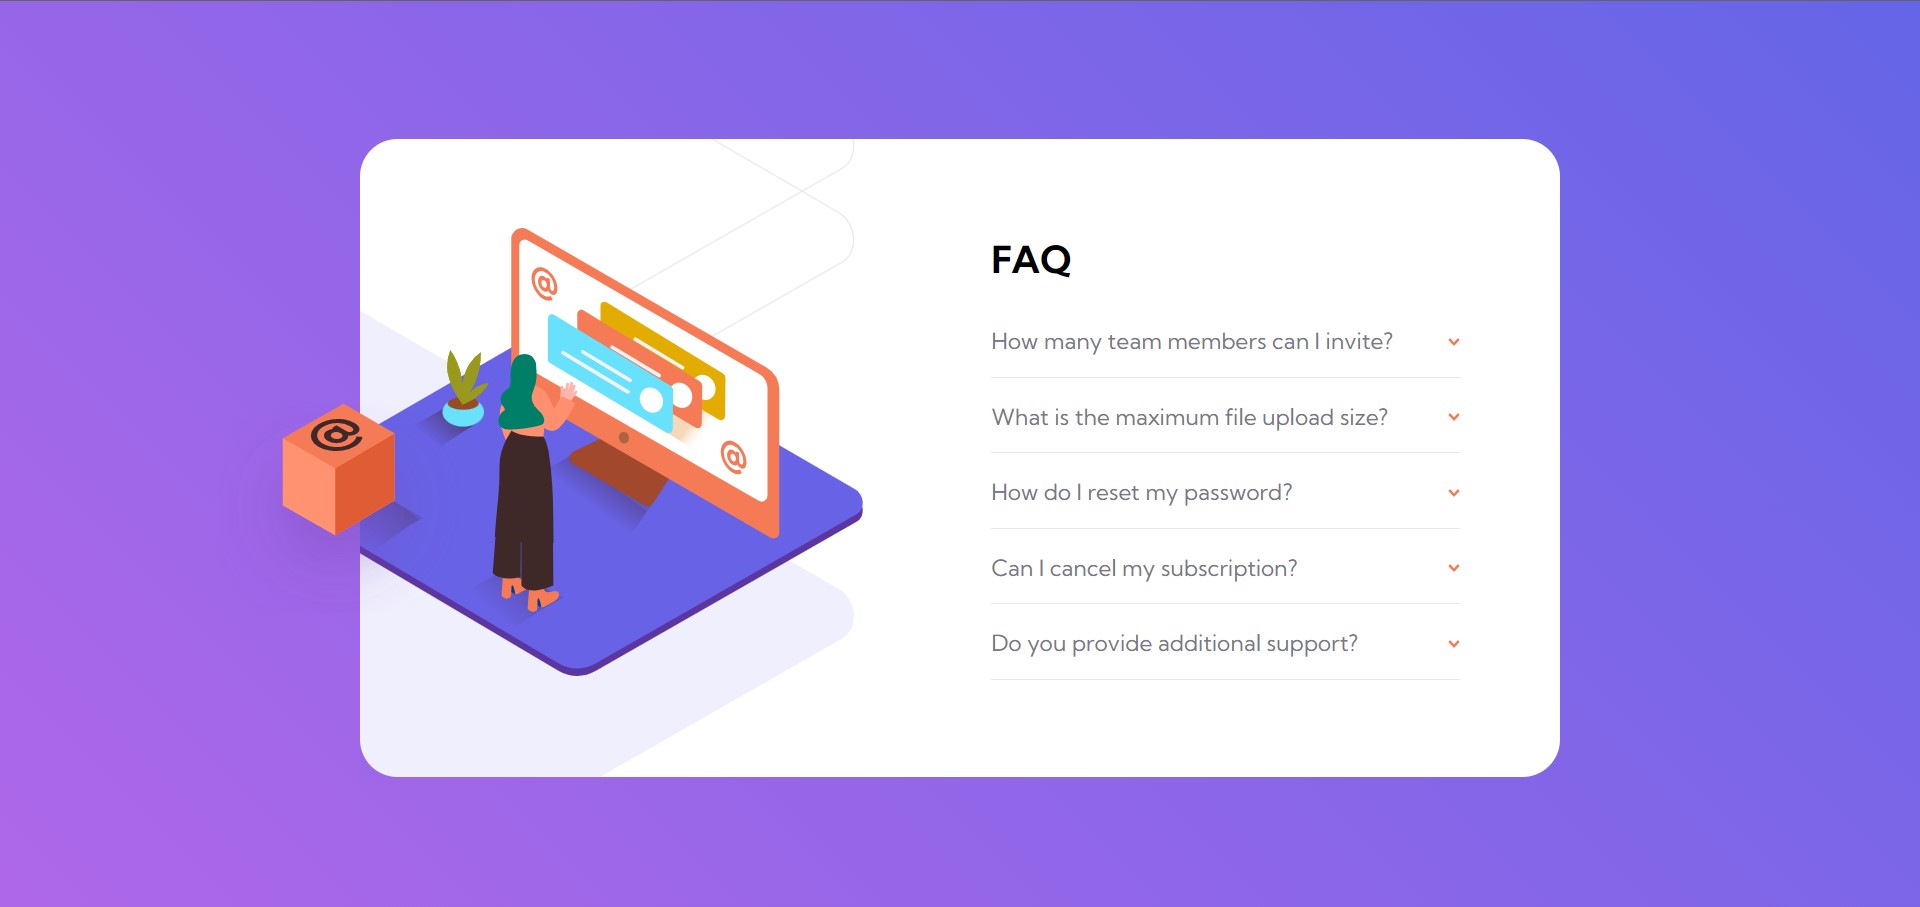 @
@
@
FAQ
How many team members can I invite?
What is the maximum file upload size?
How do I reset my password?
Can I cancel my subscription?
Do you provide additional support?